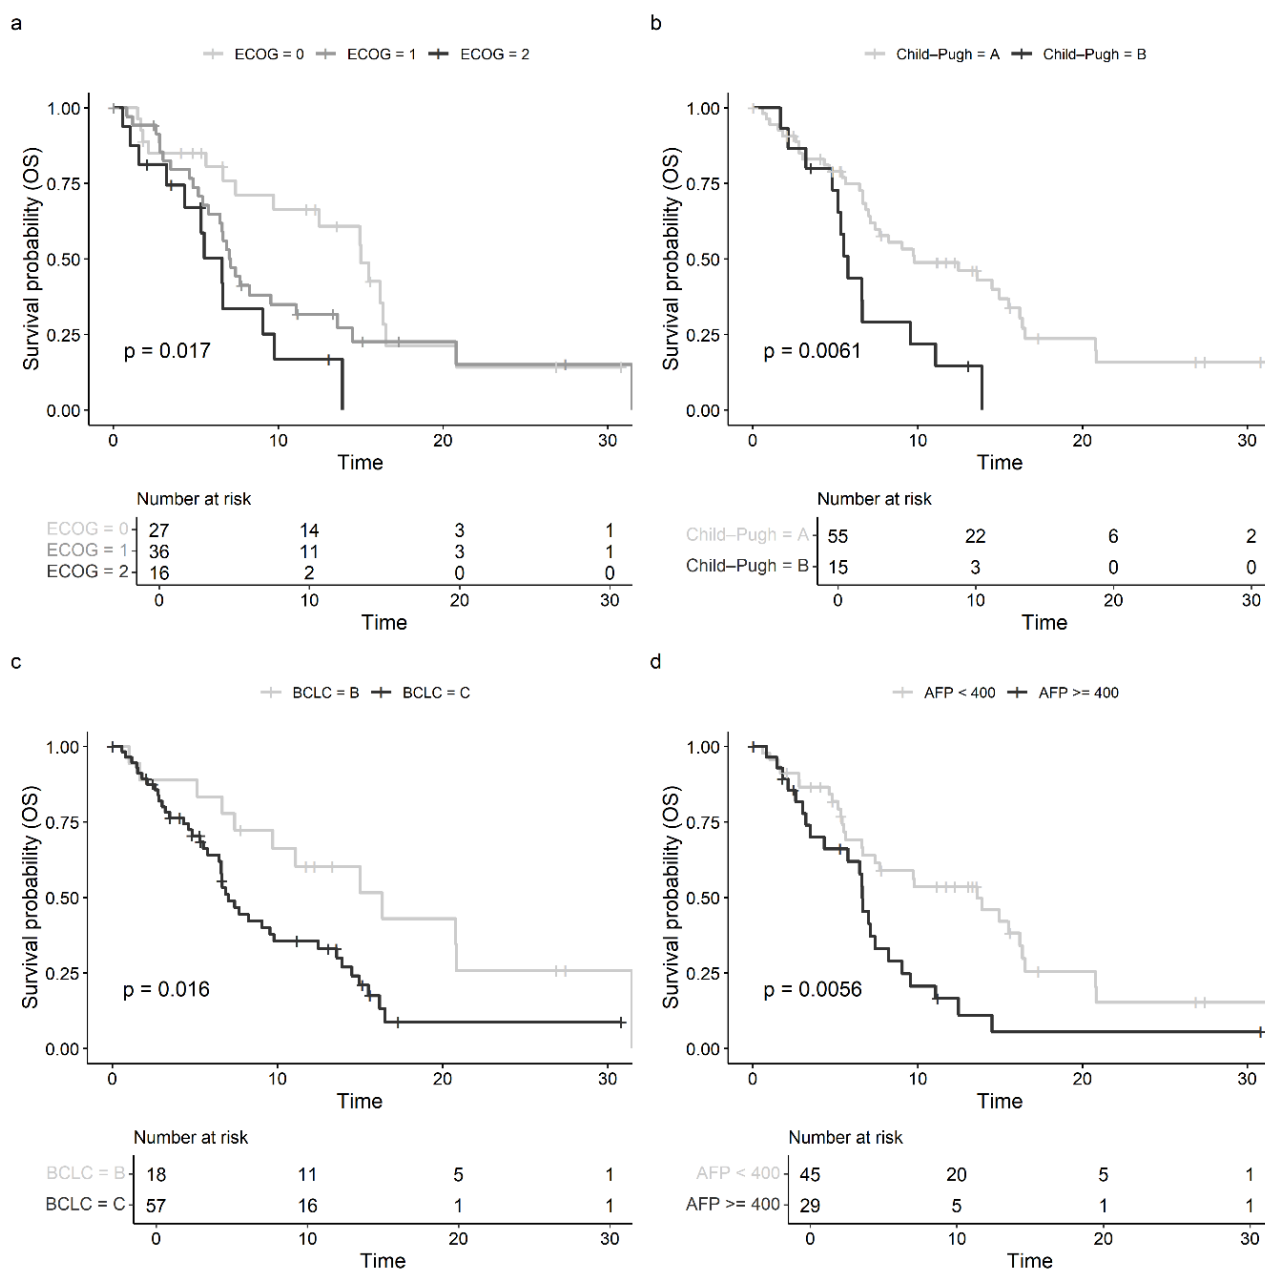 a
ECOG = 0 ECOG = 1 ECOG = 2
Survival probability (OS)
1.00
0.75
0.50
0.25
0.00
p = 0.017
0 10 20 30
Time
Number at risk
ECOG = 0 27 14 3 1
ECOG = 1 36 11 3 1
ECOG = 2 16 2 0 0
0 10 20 30
Time
b
Child–Pugh = A Child–Pugh = B
Survival probability (OS)
1.00
0.75
0.50
0.25
0.00
p = 0.0061
0 10 20 30
Time
Number at risk
Child–Pugh = A 55 22 6 2
Child–Pugh = B 15 3 0 0
0 10 20 30
Time
c
BCLC = B BCLC = C
Survival probability (OS)
1.00
0.75
0.50
0.25
0.00
p = 0.016
0 10 20 30
Time
Number at risk
BCLC = B 18 11 5 1
BCLC = C 57 16 1 1
0 10 20 30
Time
d
AFP < 400 AFP >= 400
Survival probability (OS)
1.00
0.75
0.50
0.25
0.00
p = 0.0056
0 10 20 30
Time
Number at risk
AFP < 400 45 20 5 1
AFP >= 400 29 5 1 1
0 10 20 30
Time